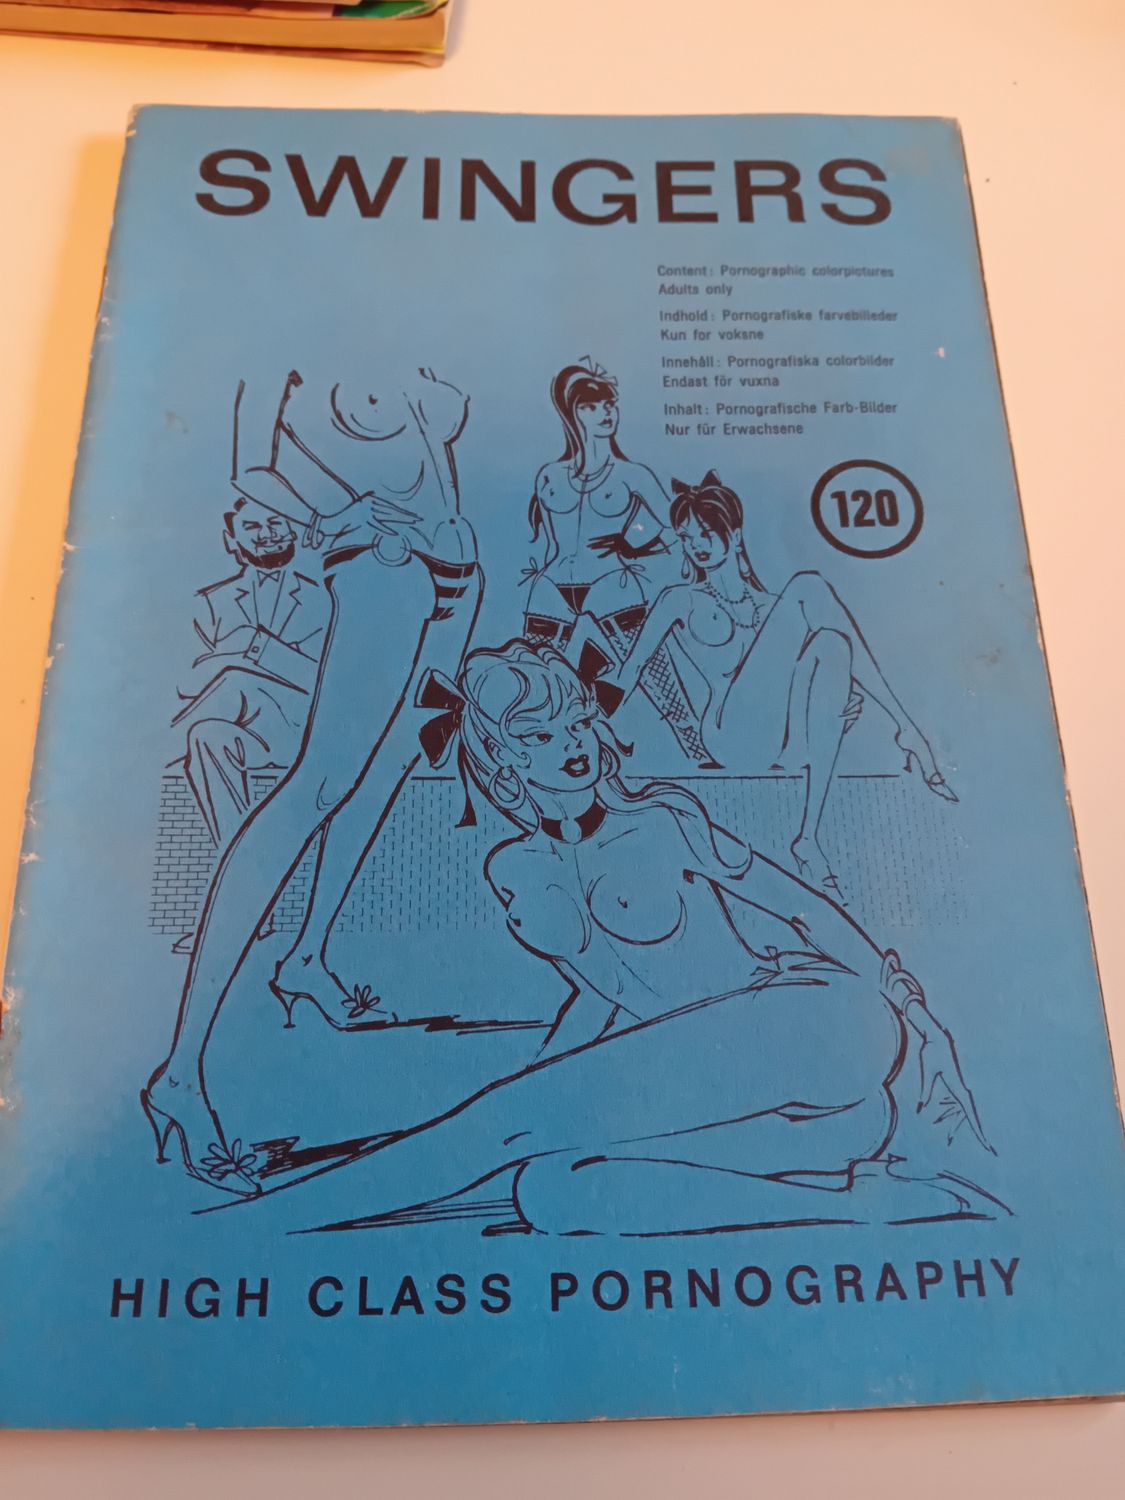 SWINGERS
Content: Pornographic colorpictures
Adults only
Indhold: Pornografiske farvebilleder
Kun for voksne
Innehåll: Pornografiska colorbilder
Endast för vuxna
Inhalt: Pornografische Farb-Bilder
Nur für Erwachsene
120
HIGH CLASS PORNOGRAPHY